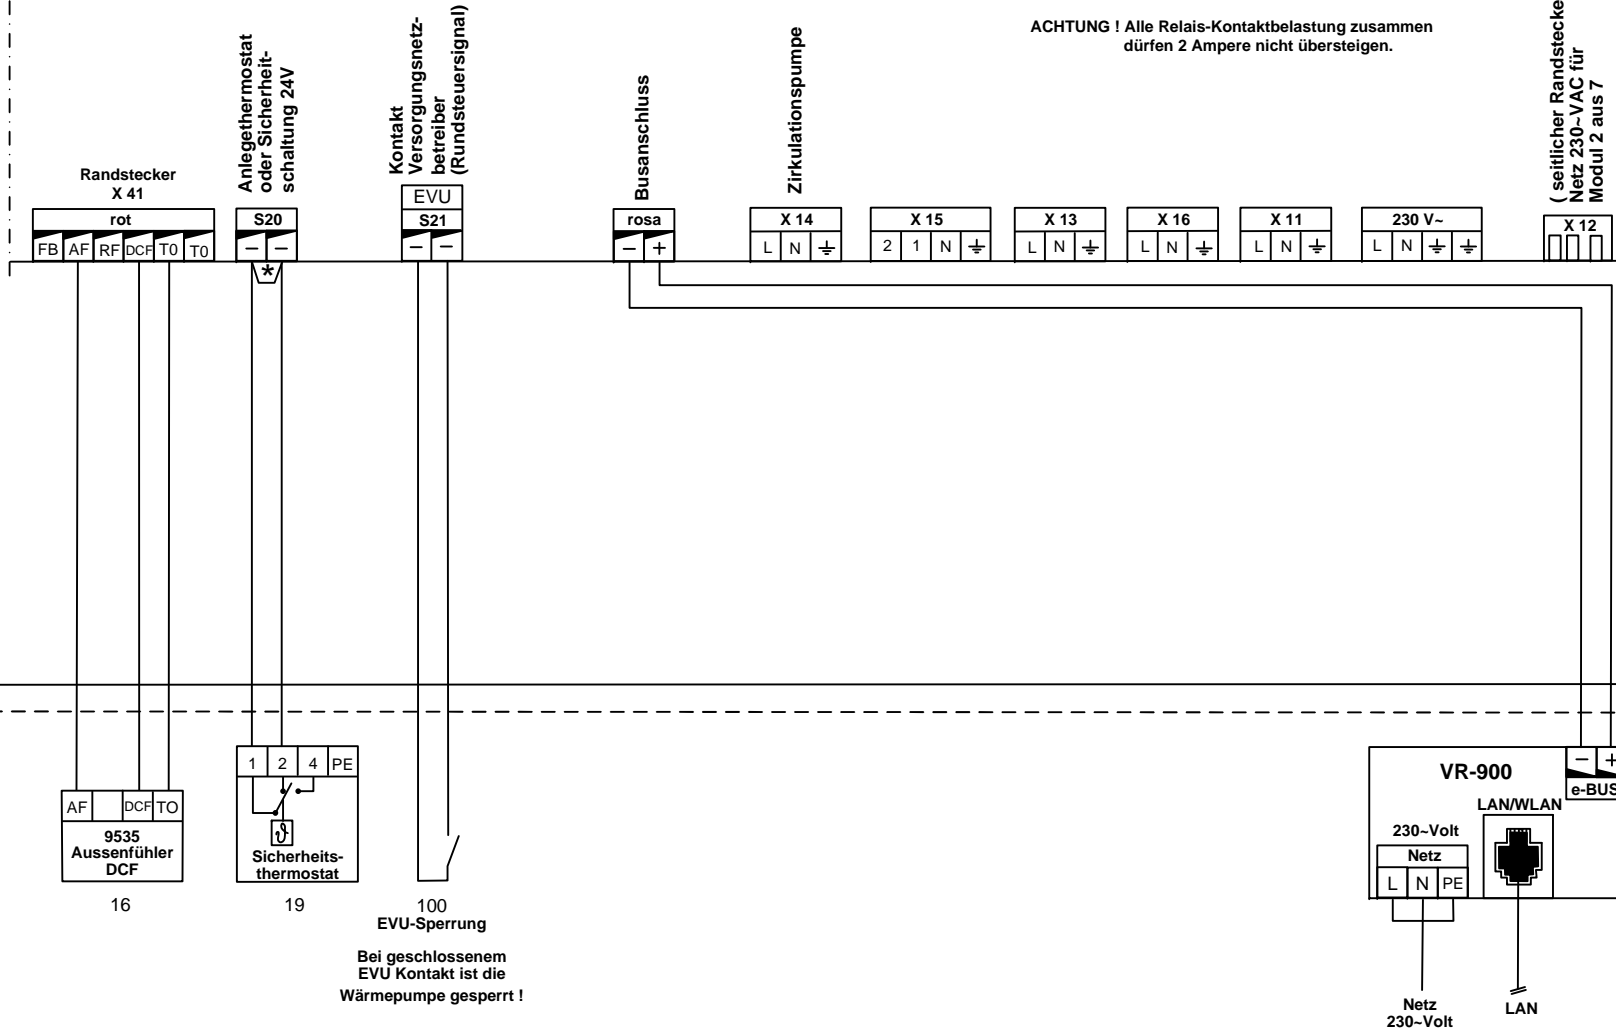 ACHTUNG ! Alle Relais-Kontaktbelastung zusammen
dürfen 2 Ampere nicht übersteigen.
Anlegethermostat
oder Sicherheit-
schaltung 24V
Kontakt
Versorgungsnetz-
betreiber
(Rundsteuersignal)
Busanschluss
Zirkulationspumpe
( seitlicher Randstecke
Netz 230~VAC für
Modul 2 aus 7
Randstecker
X 41
rot
FB AF RF DCF T0 T0
S20
– –
*
EVU
S21
– –
rosa
– +
X 14
L N
X 15
2 1 N
X 13
L N
X 16
L N
X 11
L N
230 V~
L N
X 12
AF DCF TO
9535
Aussenfühler
DCF
16
1 2 4 PE
ϑ
Sicherheits-
thermostat
19
100
EVU-Sperrung
Bei geschlossenem
EVU Kontakt ist die
Wärmepumpe gesperrt !
VR-900
– +
e-BUS
LAN/WLAN
230~Volt
Netz
L N PE
Netz
230~Volt
LAN